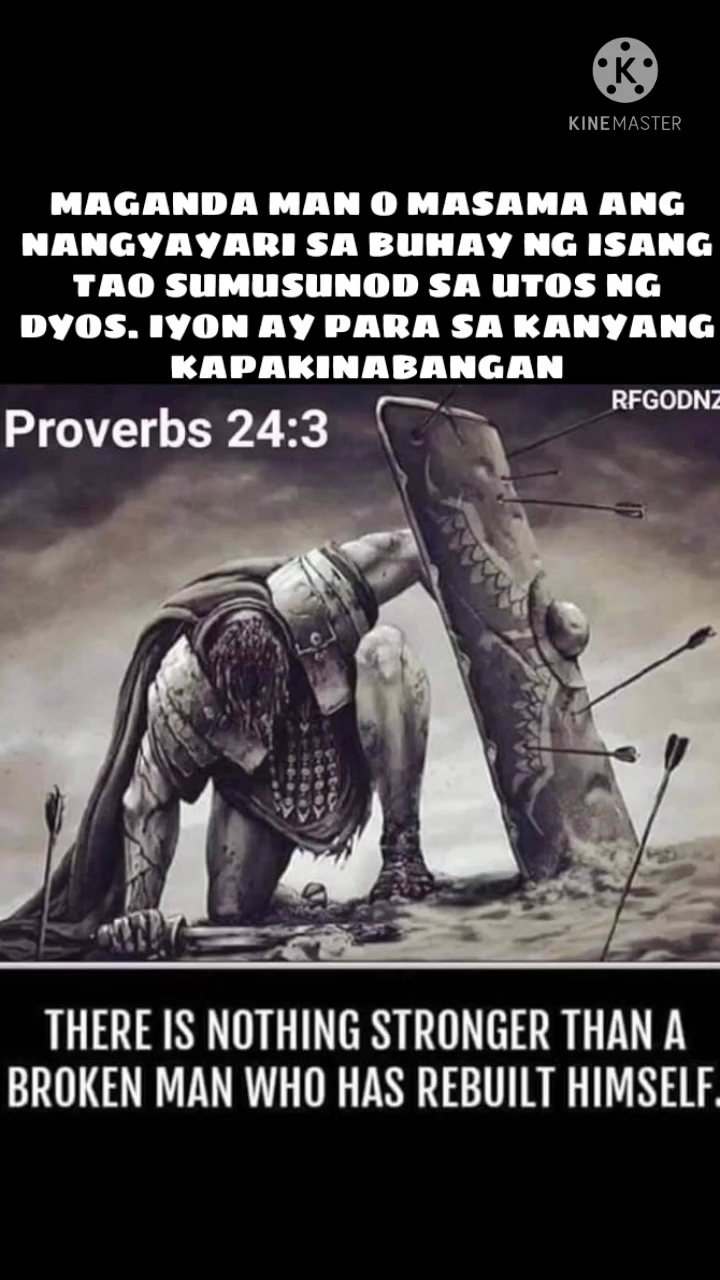 KINEMASTER
MAGANDA MAN O MASAMA ANG
NANGYAYARI SA BUHAY NG ISANG
TAO SUMUSUNOD SA UTOS NG
DYOS. IYON AY PARA SA KANYANG
KAPAKINABANGAN
RFGODNZ
Proverbs 24:3
THERE IS NOTHING STRONGER THAN A
BROKEN MAN WHO HAS REBUILT HIMSELF.